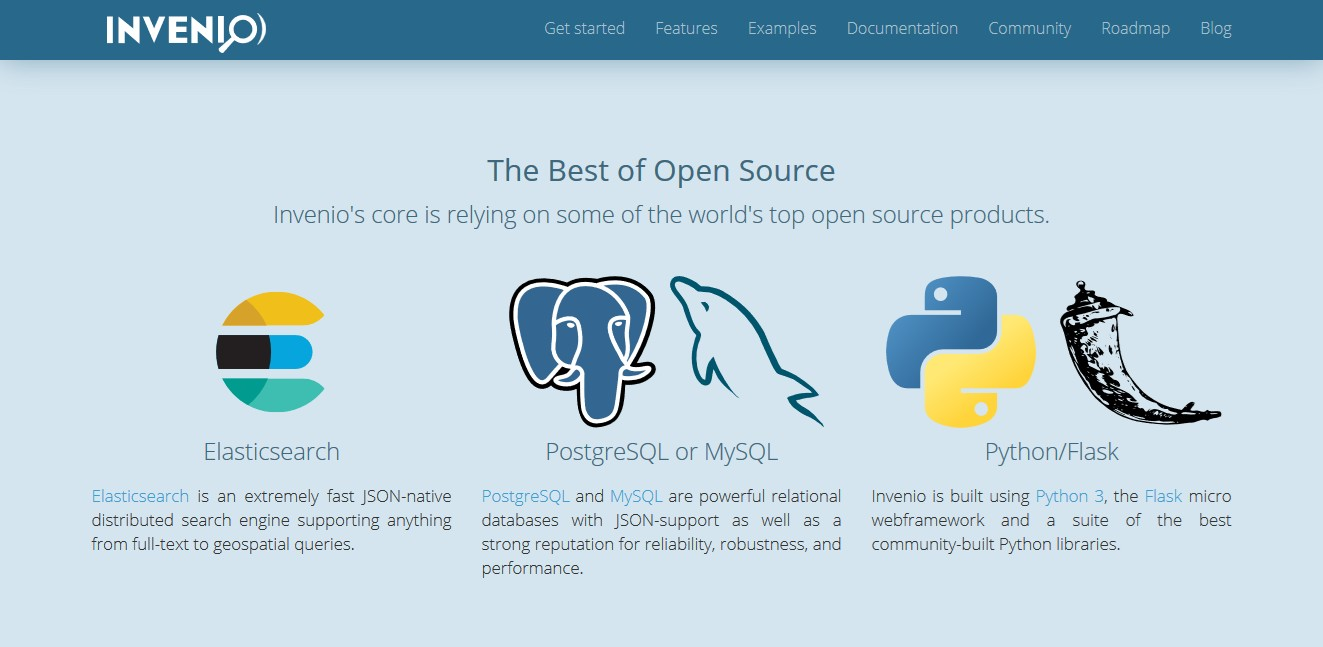 INVENIO
Get started Features Examples Documentation Community Roadmap Blog
The Best of Open Source
Invenio's core is relying on some of the world's top open source products.
Elasticsearch
Elasticsearch is an extremely fast JSON-native
distributed search engine supporting anything
from full-text to geospatial queries.
PostgreSQL or MySQL
PostgreSQL and MySQL are powerful relational
databases with JSON-support as well as a
strong reputation for reliability, robustness, and
performance.
Python/Flask
Invenio is built using Python 3, the Flask micro
webframework and a suite of the best
community-built Python libraries.